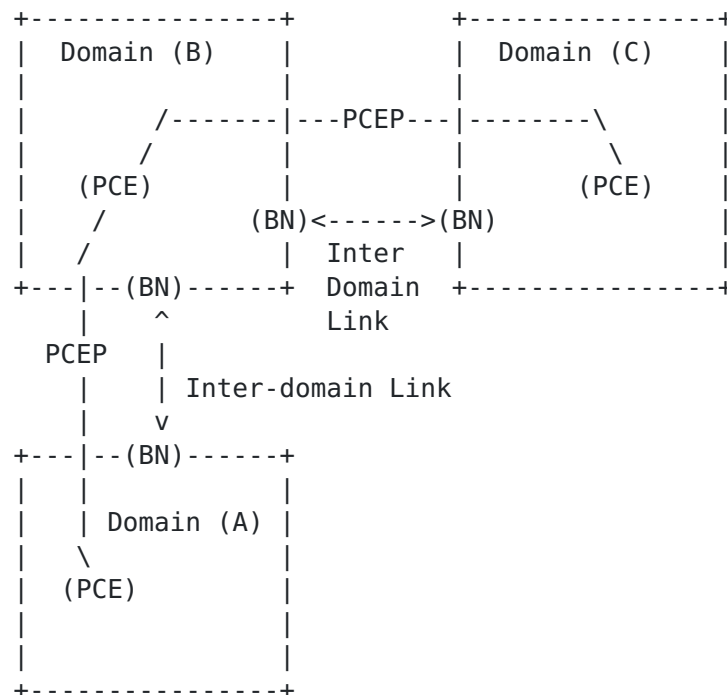 +----------------+          +----------------+
|  Domain (B)    |          |  Domain (C)    |
|                |          |                |
|        /-------|---PCEP---|--------\       |
|       /        |          |         \      |
|   (PCE)        |          |       (PCE)    |
|    /         (BN)<------>(BN)              |
|   /            |  Inter   |                |
+---|--(BN)------+  Domain  +----------------+
    |    ^          Link
  PCEP   |
    |    | Inter-domain Link
    |    v
+---|--(BN)------+
|   |            |
|   | Domain (A) |
|   \            |
|  (PCE)         |
|                |
|                |
+----------------+